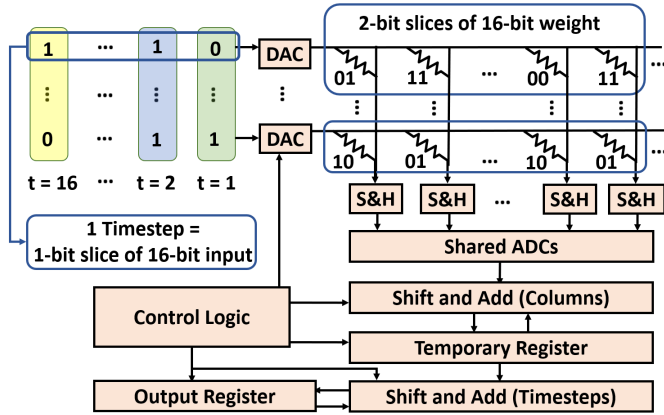 2-bit slices of 16-bit weight
1 ... 1 0
DAC
01 11 ... 00 11 ...
... ... ... ... ... ...
0 1 1
DAC
10 01 ... 10 01 ...
t = 16 ... t = 2 t = 1
S&H S&H ... S&H S&H
1 Timestep =
1-bit slice of 16-bit input
Shared ADCs
Shift and Add (Columns)
Control Logic
Temporary Register
Output Register
Shift and Add (Timesteps)